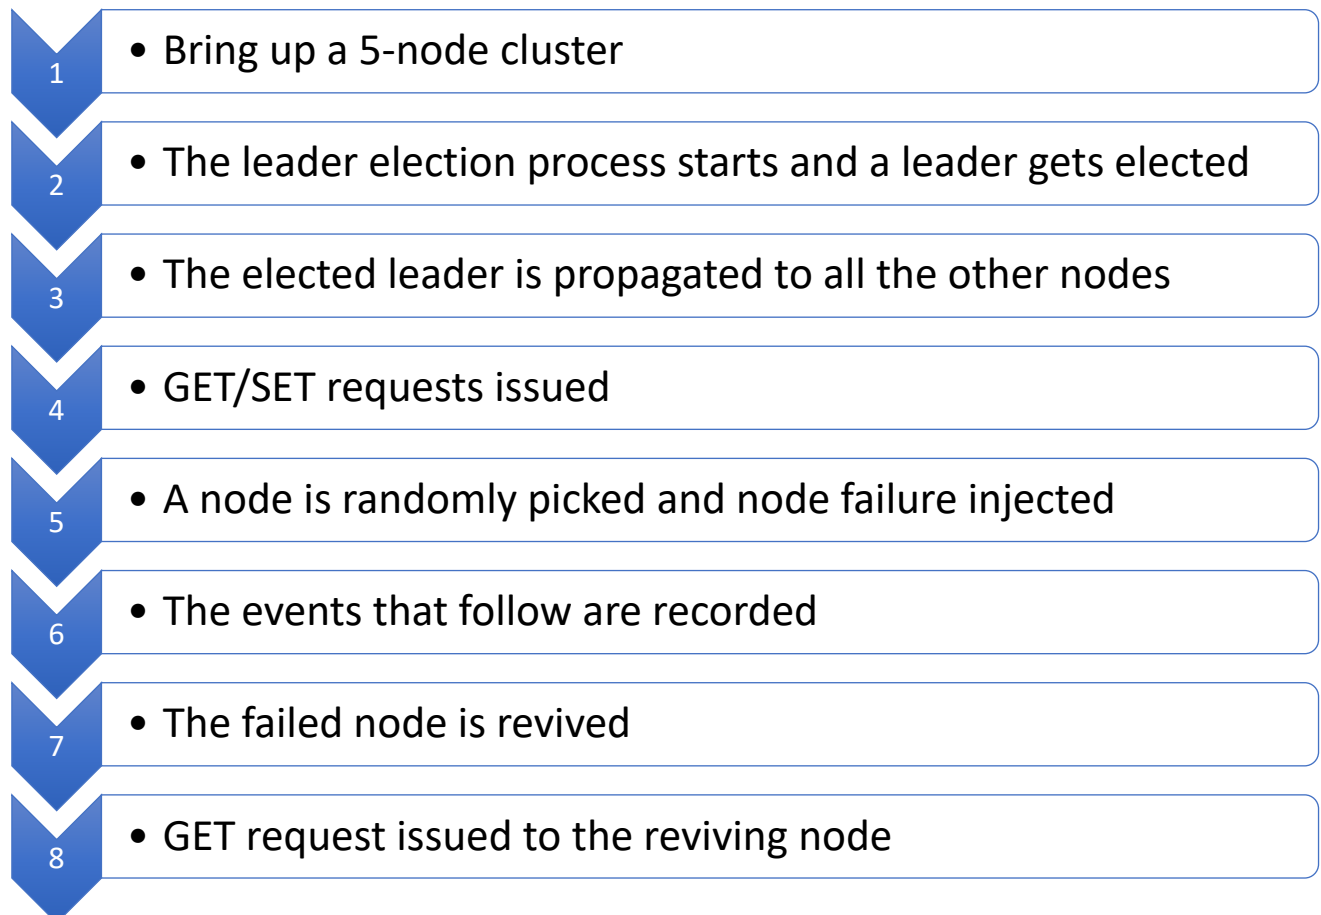 1
• Bring up a 5-node cluster
2
• The leader election process starts and a leader gets elected
3
• The elected leader is propagated to all the other nodes
4
• GET/SET requests issued
5
• A node is randomly picked and node failure injected
6
• The events that follow are recorded
7
• The failed node is revived
8
• GET request issued to the reviving node